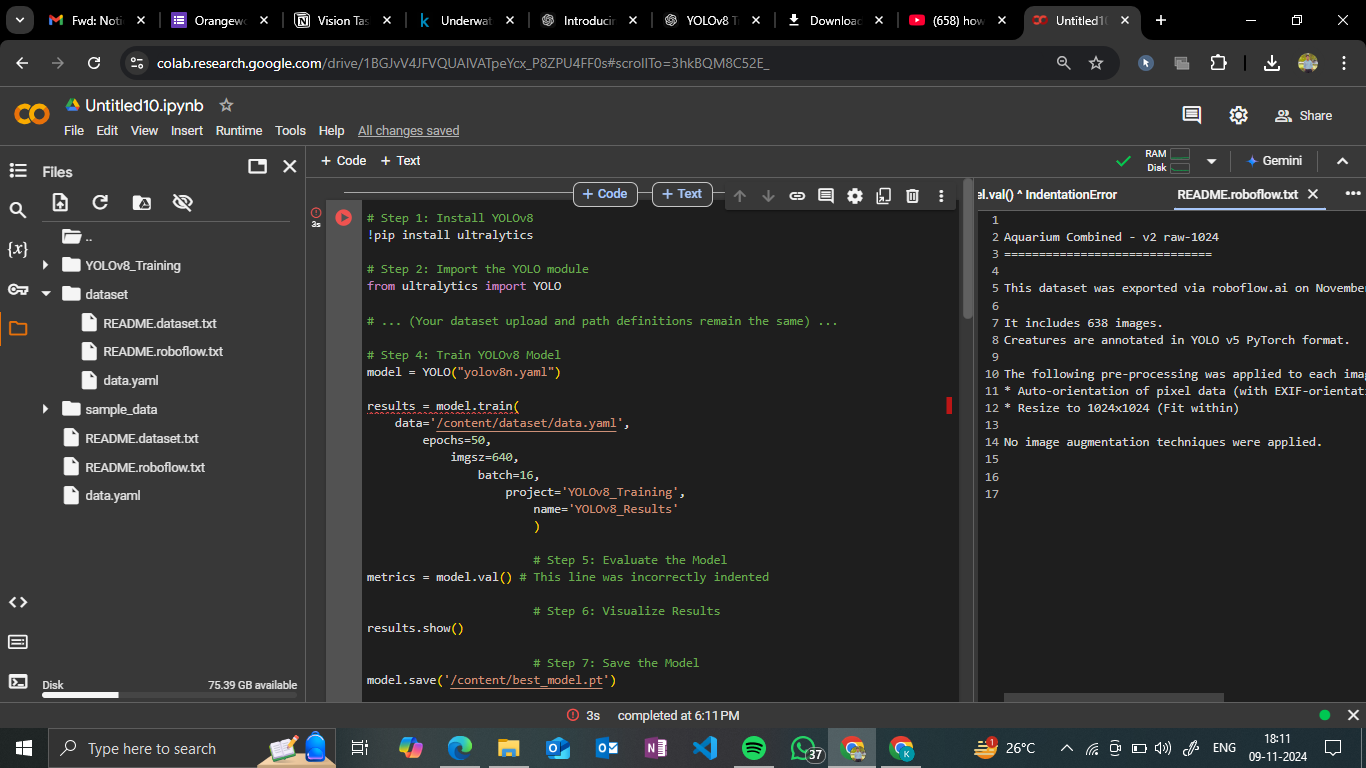 Fwd: Noti
Orangew
Vision Tas
Underwat
Introducin
YOLOv8 T
Downloa
(658) how
Untitled10
colab.research.google.com/drive/1BGJvV4JFVQUAIVATpeYcx_P8ZPU4FF0s#scrollTo=3hkBQM8C52E_
Untitled10.ipynb
File Edit View Insert Runtime Tools Help All changes saved
Share
Files
+ Code + Text
RAM
Disk
Gemini
..
YOLOv8_Training
dataset
README.dataset.txt
README.roboflow.txt
data.yaml
sample_data
README.dataset.txt
README.roboflow.txt
data.yaml
Disk 75.39 GB available
+ Code + Text
3s
# Step 1: Install YOLOv8
!pip install ultralytics
# Step 2: Import the YOLO module
from ultralytics import YOLO
# ... (Your dataset upload and path definitions remain the same) ...
# Step 4: Train YOLOv8 Model
model = YOLO("yolov8n.yaml")
results = model.train(
data='/content/dataset/data.yaml',
epochs=50,
imgsz=640,
batch=16,
project='YOLOv8_Training',
name='YOLOv8_Results'
)
# Step 5: Evaluate the Model
metrics = model.val() # This line was incorrectly indented
# Step 6: Visualize Results
results.show()
# Step 7: Save the Model
model.save('/content/best_model.pt')
el.val() ^ IndentationError
README.roboflow.txt
1
2 Aquarium Combined - v2 raw-1024
3 ==============================
4
5 This dataset was exported via roboflow.ai on November
6
7 It includes 638 images.
8 Creatures are annotated in YOLO v5 PyTorch format.
9
10 The following pre-processing was applied to each imag
11 * Auto-orientation of pixel data (with EXIF-orientati
12 * Resize to 1024x1024 (Fit within)
13
14 No image augmentation techniques were applied.
15
16
17
3s completed at 6:11 PM
Type here to search
37
1
26°C
ENG
18:11
09-11-2024